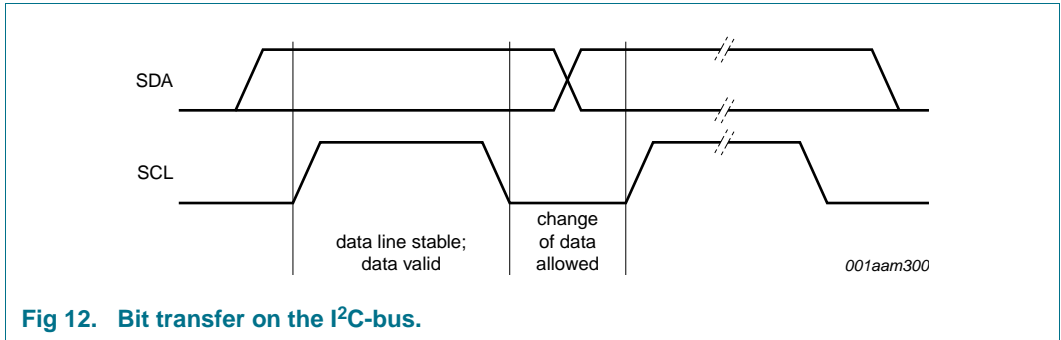 SDA
SCL
data line stable;
data valid
change
of data
allowed
001aam300
Fig 12. Bit transfer on the I²C-bus.